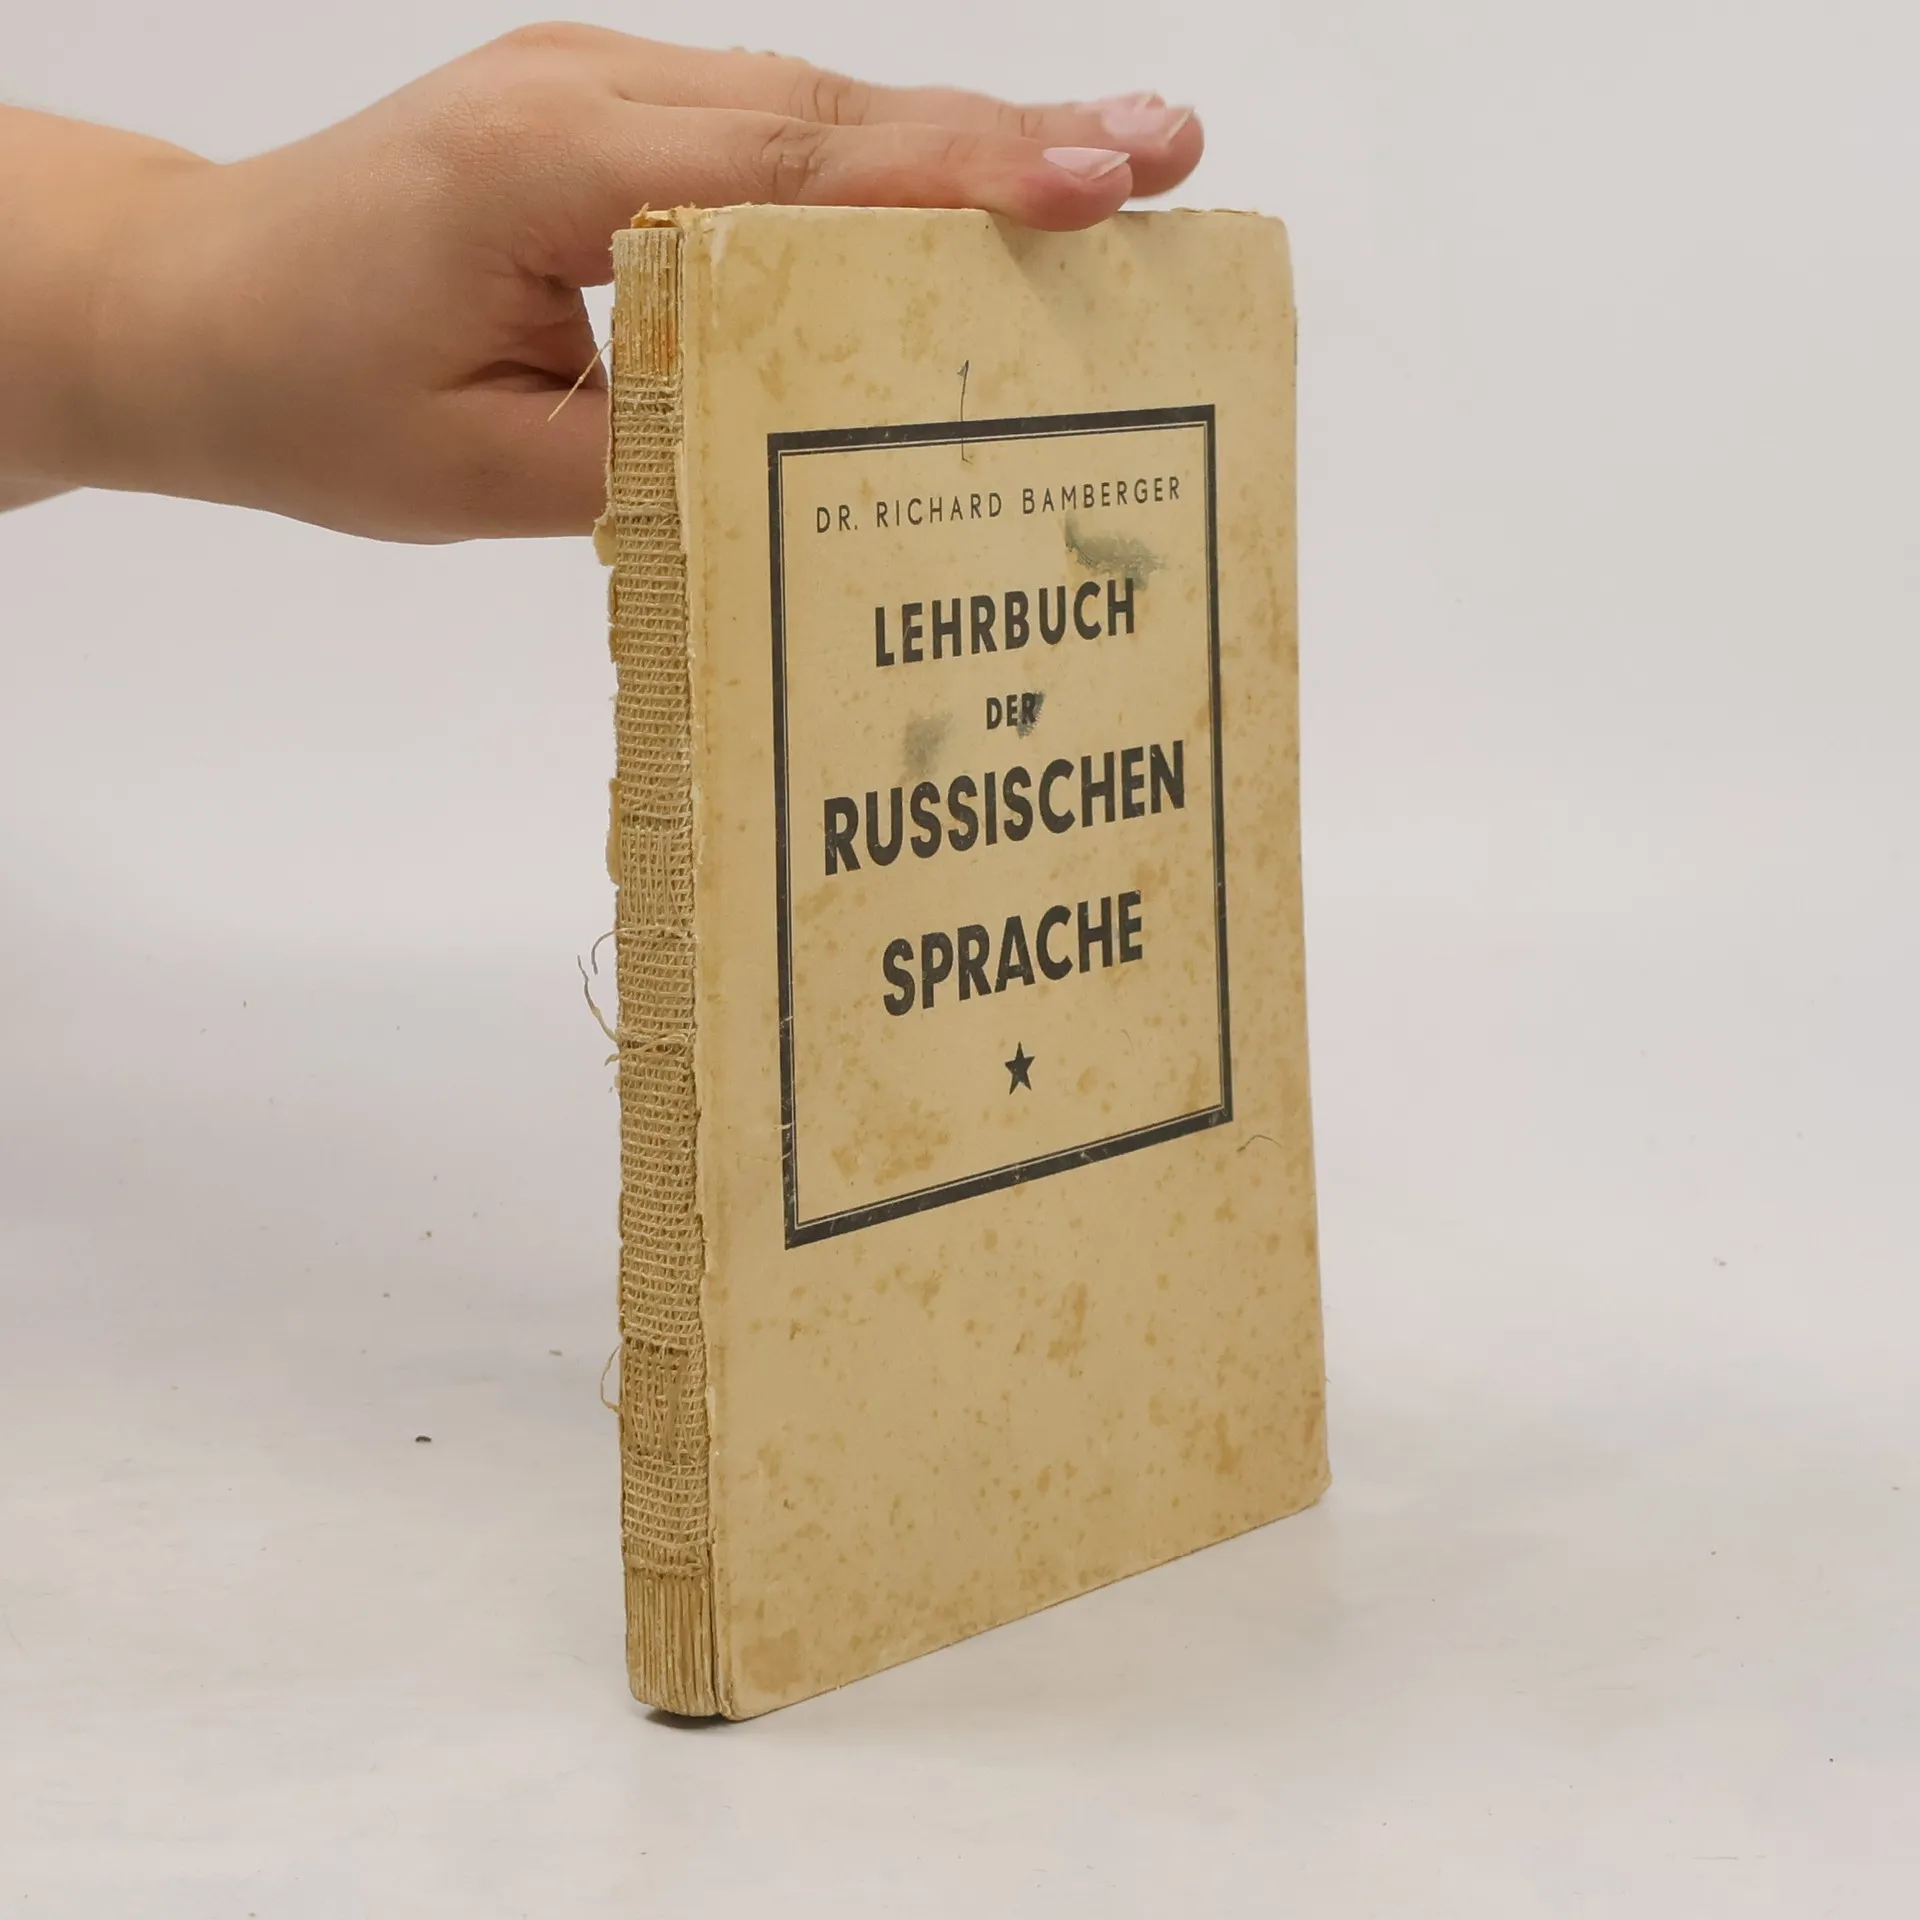 DR. RICHARD BAMBERGER
LEHRBUCH
DER
RUSSISCHEN
SPRACHE